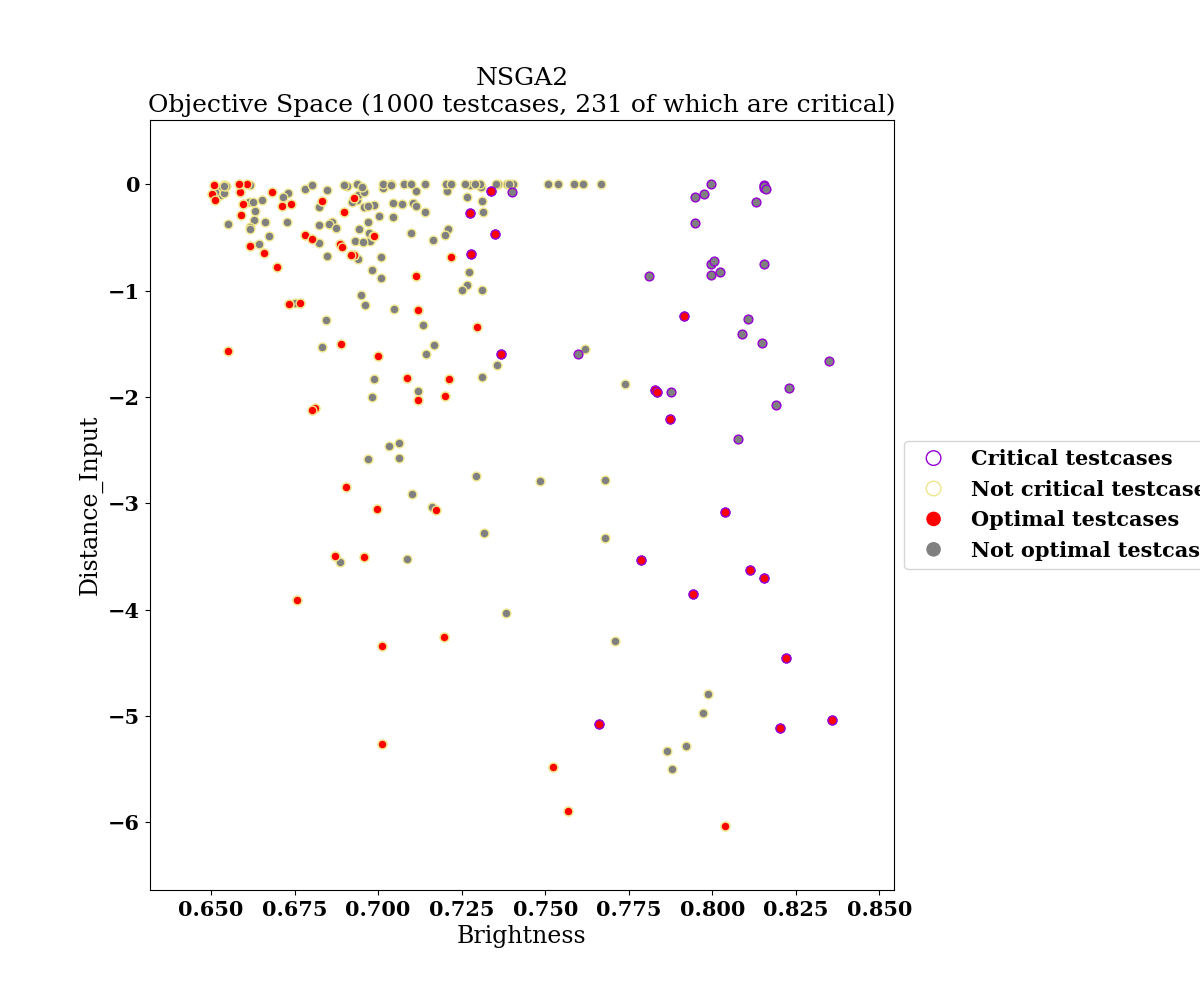 NSGA2
Objective Space (1000 testcases, 231 of which are critical)
0
−1
−2
−3
−4
−5
−6
Distance_Input
0.650 0.675 0.700 0.725 0.750 0.775 0.800 0.825 0.850
Brightness
Critical testcases
Not critical testcase
Optimal testcases
Not optimal testcas